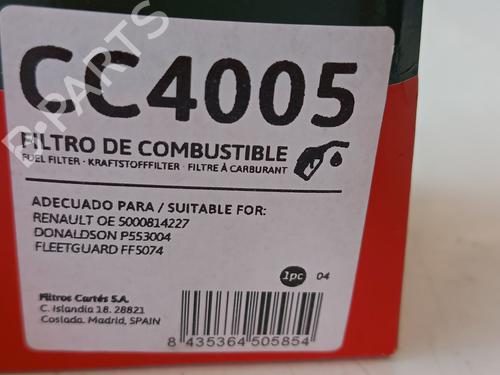 CC4005
FILTRO DE COMBUSTIBLE
FUEL FILTER · KRAFTSTOFFFILTER · FILTRE À CARBURANT
ADECUADO PARA / SUITABLE FOR:
RENAULT OE 5000814227
DONALDSON P553004
FLEETGUARD FF5074
1pc 04
Filtros Cartés S.A.
C. Islandia 18. 28821
Coslada. Madrid, SPAIN
8 435364 505854
B-PARTS